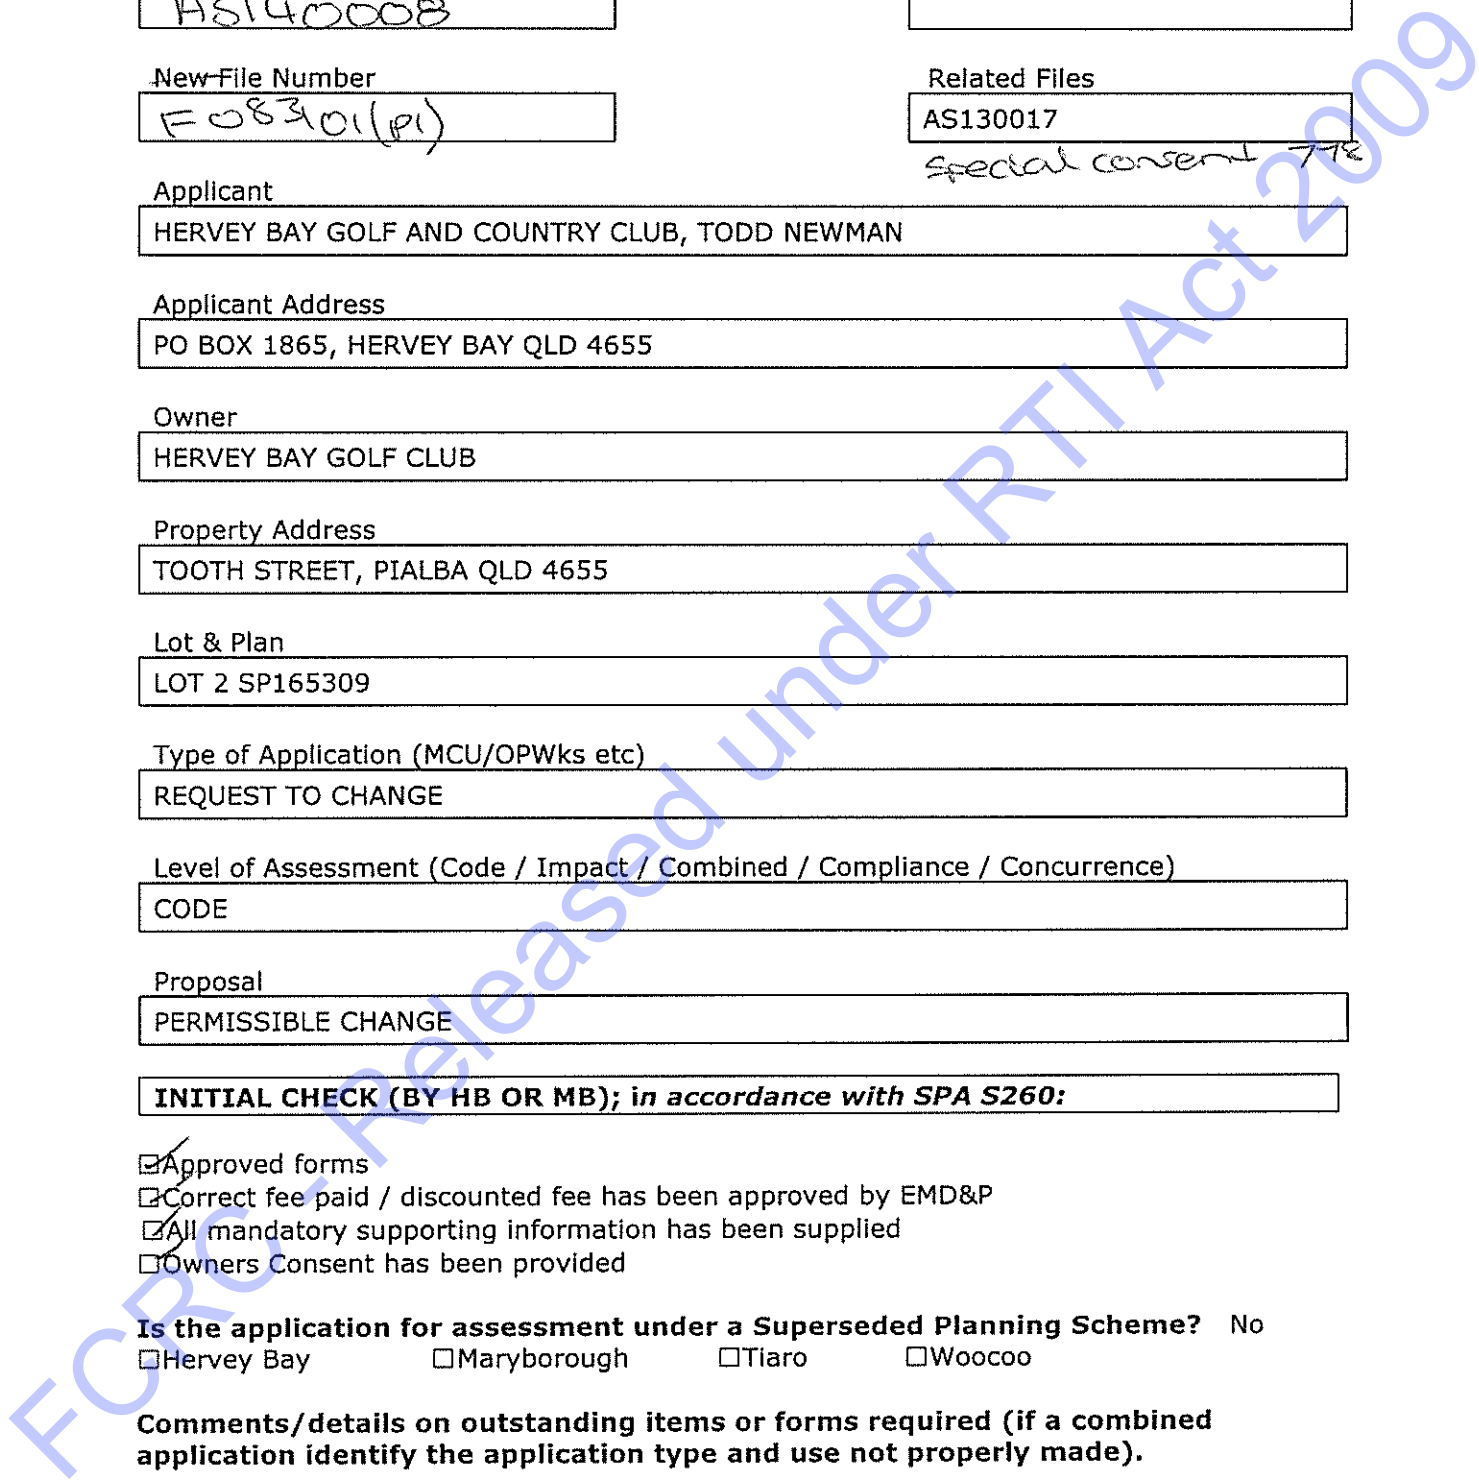 AS140008
New File Number
Related Files
F083101(P1)
AS130017
Special consent 778
Applicant
HERVEY BAY GOLF AND COUNTRY CLUB, TODD NEWMAN
Applicant Address
PO BOX 1865, HERVEY BAY QLD 4655
Owner
HERVEY BAY GOLF CLUB
Property Address
TOOTH STREET, PIALBA QLD 4655
Lot & Plan
LOT 2 SP165309
Type of Application (MCU/OPWks etc)
REQUEST TO CHANGE
Level of Assessment (Code / Impact / Combined / Compliance / Concurrence)
CODE
Proposal
PERMISSIBLE CHANGE
INITIAL CHECK (BY HB OR MB); in accordance with SPA S260:
☑Approved forms
☑Correct fee paid / discounted fee has been approved by EMD&P
☑All mandatory supporting information has been supplied
☑Owners Consent has been provided
Is the application for assessment under a Superseded Planning Scheme? No
☐Hervey Bay ☐Maryborough ☐Tiaro ☐Woocoo
Comments/details on outstanding items or forms required (if a combined
application identify the application type and use not properly made).
FCRC - Released under RTI Act 2009